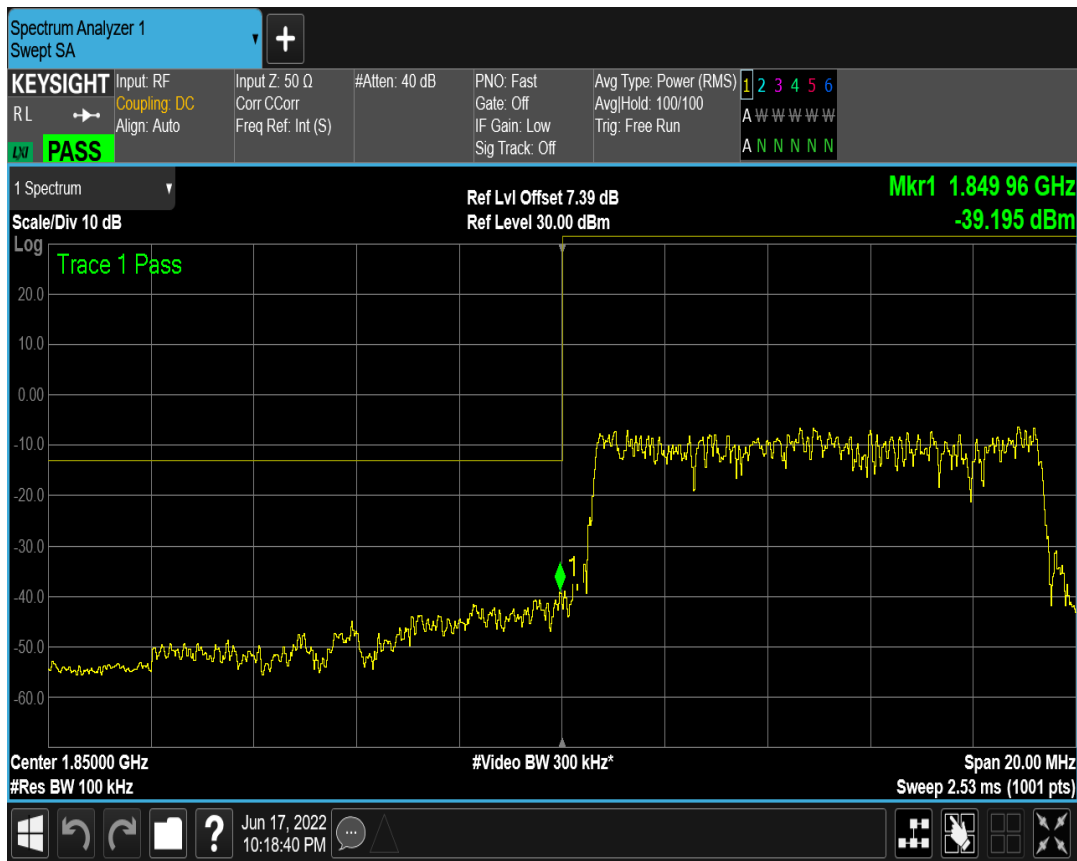 Spectrum Analyzer 1
Swept SA
+
KEYSIGHT
RL
LXI PASS
Input: RF
Coupling: DC
Align: Auto
Input Z: 50 Ω
Corr CCorr
Freq Ref: Int (S)
#Atten: 40 dB
PNO: Fast
Gate: Off
IF Gain: Low
Sig Track: Off
Avg Type: Power (RMS)
Avg|Hold: 100/100
Trig: Free Run
1 2 3 4 5 6
A W W W W W
A N N N N N
1 Spectrum
Scale/Div 10 dB
Ref Lvl Offset 7.39 dB
Ref Level 30.00 dBm
Mkr1 1.849 96 GHz
-39.195 dBm
Log
Trace 1 Pass
20.0
10.0
0.00
-10.0
-20.0
-30.0
-40.0
-50.0
-60.0
1
Center 1.85000 GHz
#Res BW 100 kHz
#Video BW 300 kHz*
Span 20.00 MHz
Sweep 2.53 ms (1001 pts)
?
Jun 17, 2022
10:18:40 PM